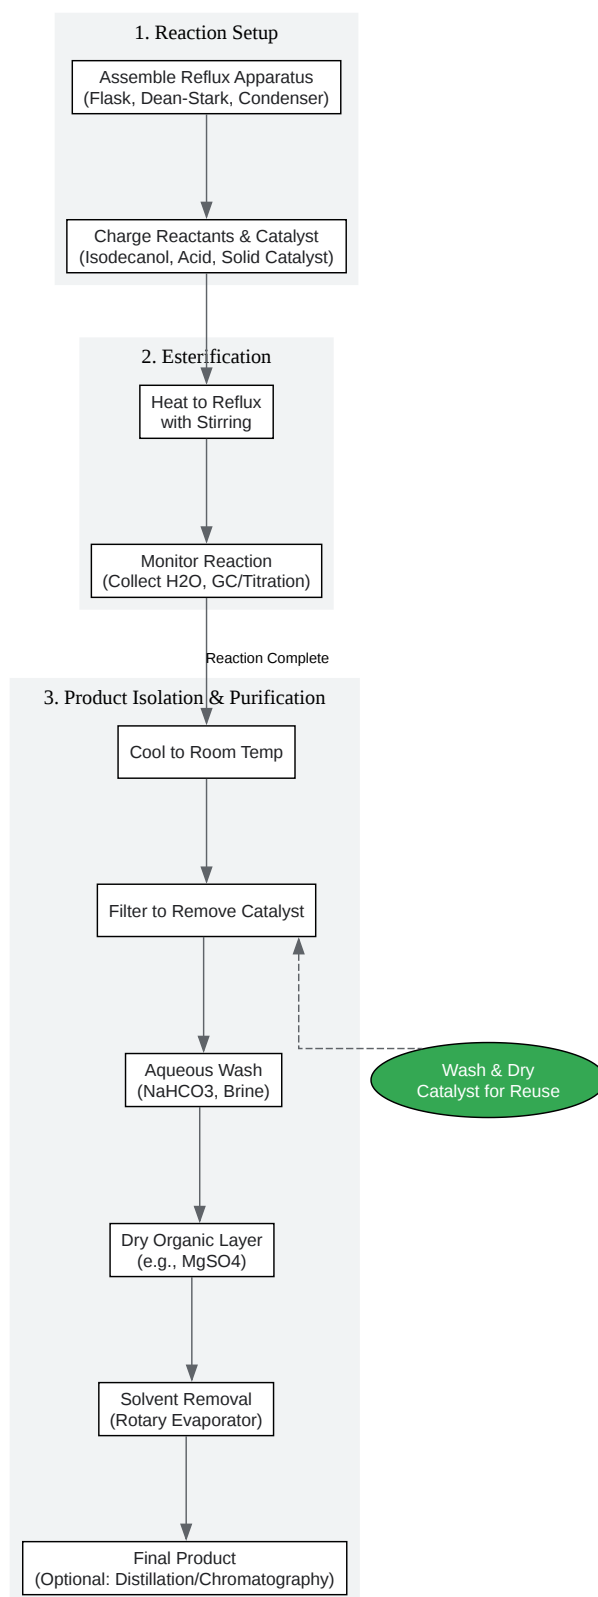 1. Reaction Setup
Assemble Reflux Apparatus
(Flask, Dean-Stark, Condenser)
Charge Reactants & Catalyst
(Isodecanol, Acid, Solid Catalyst)
2. Esterification
Heat to Reflux
with Stirring
Monitor Reaction
(Collect H2O, GC/Titration)
Reaction Complete
3. Product Isolation & Purification
Cool to Room Temp
Filter to Remove Catalyst
Aqueous Wash
(NaHCO3, Brine)
Wash & Dry
Catalyst for Reuse
Dry Organic Layer
(e.g., MgSO4)
Solvent Removal
(Rotary Evaporator)
Final Product
(Optional: Distillation/Chromatography)